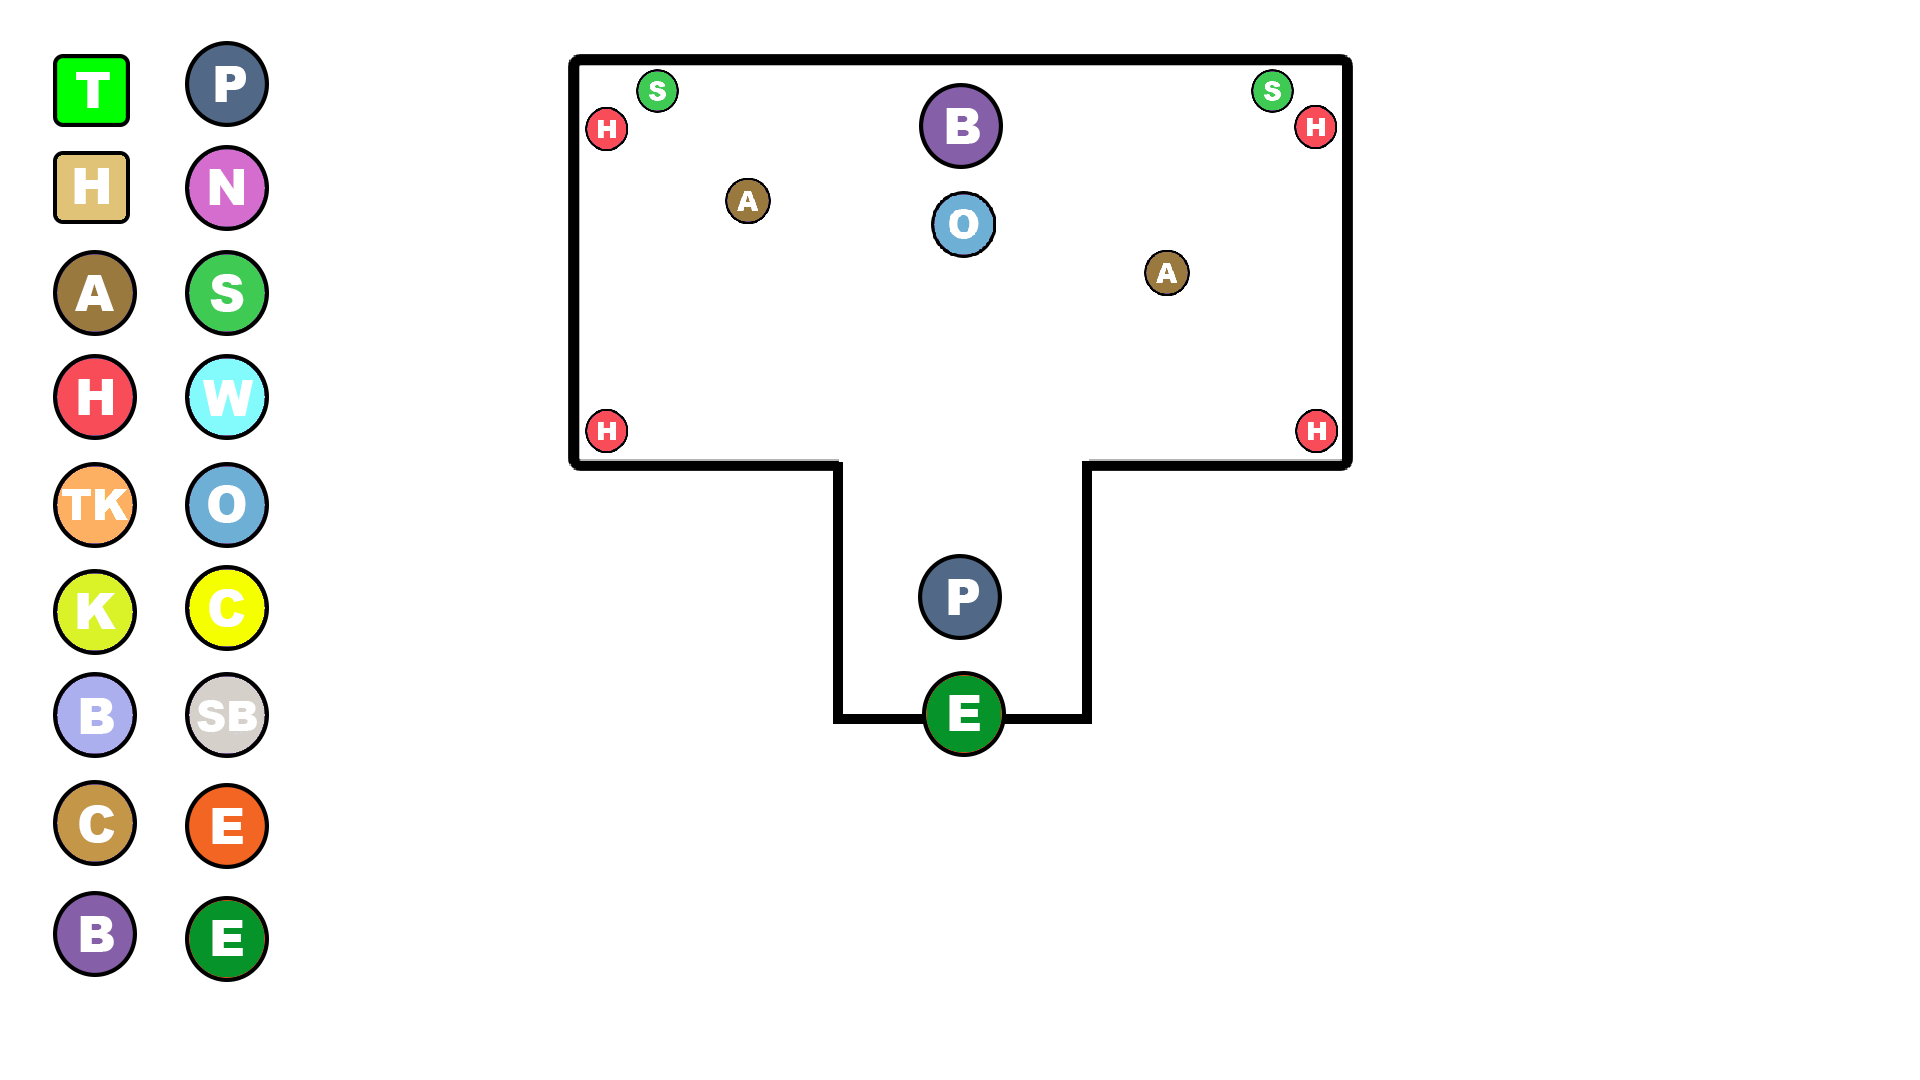 T P
H N
A S
H W
TK O
K C
B SB
C E
B E
S B S
H H
A O
A
H H
P
E